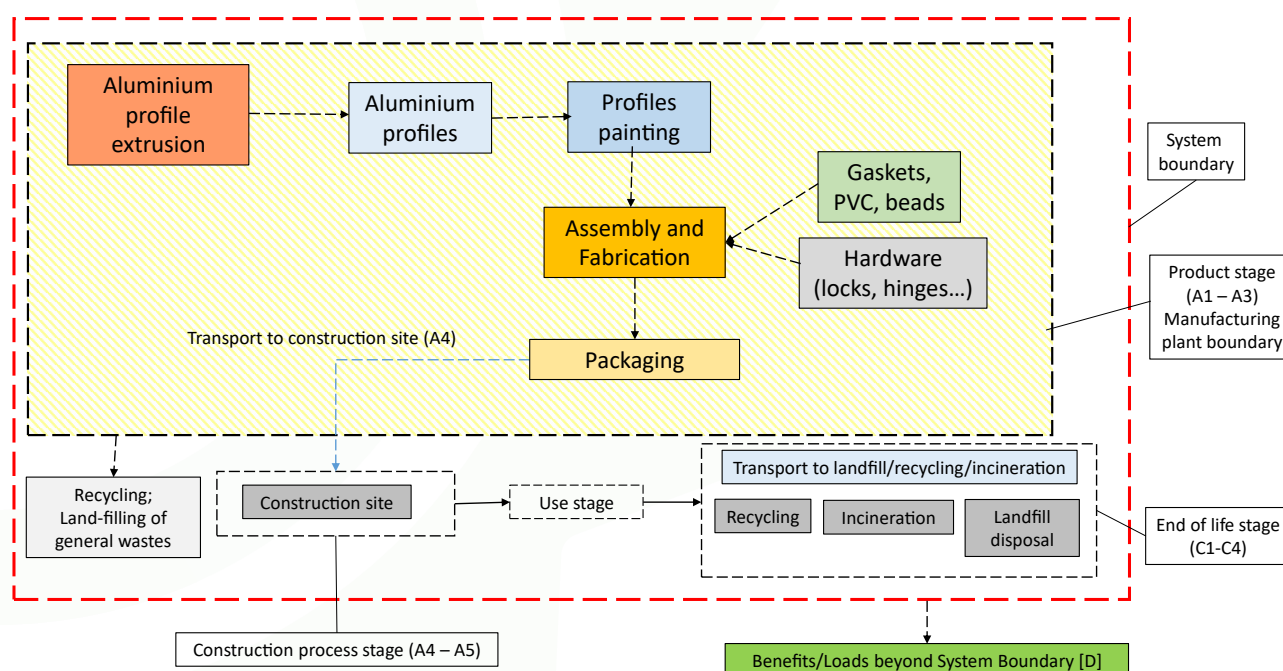 Aluminium
profile
extrusion
Aluminium
profiles
Profiles
painting
Gaskets,
PVC, beads
Assembly and
Fabrication
Hardware
(locks, hinges…)
Transport to construction site (A4)
Packaging
System
boundary
Product stage
(A1 – A3)
Manufacturing
plant boundary
Recycling;
Land-filling of
general wastes
Construction site
Use stage
Transport to landfill/recycling/incineration
Recycling
Incineration
Landfill
disposal
End of life stage
(C1-C4)
Construction process stage (A4 – A5)
Benefits/Loads beyond System Boundary [D]